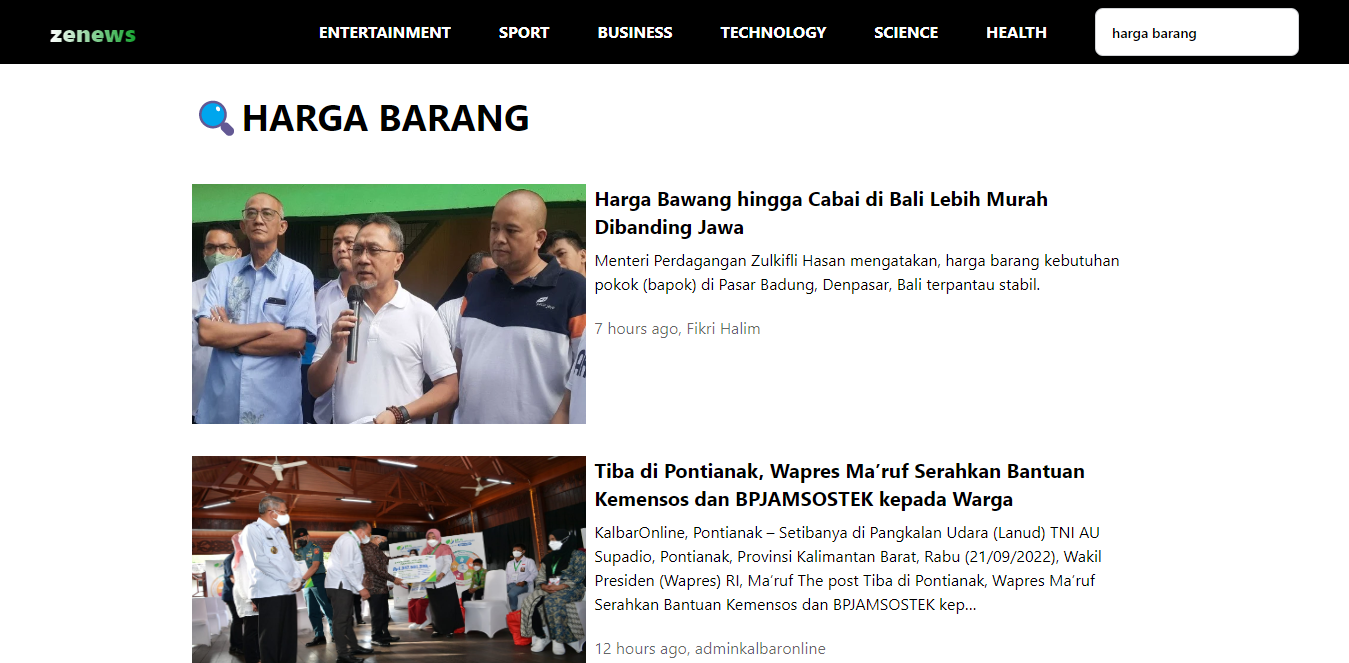 zenews
ENTERTAINMENT
SPORT
BUSINESS
TECHNOLOGY
SCIENCE
HEALTH
harga barang
HARGA BARANG
Harga Bawang hingga Cabai di Bali Lebih Murah
Dibanding Jawa
Menteri Perdagangan Zulkifli Hasan mengatakan, harga barang kebutuhan
pokok (bapok) di Pasar Badung, Denpasar, Bali terpantau stabil.
7 hours ago, Fikri Halim
Tiba di Pontianak, Wapres Ma’ruf Serahkan Bantuan
Kemensos dan BPJAMSOSTEK kepada Warga
KalbarOnline, Pontianak – Setibanya di Pangkalan Udara (Lanud) TNI AU
Supadio, Pontianak, Provinsi Kalimantan Barat, Rabu (21/09/2022), Wakil
Presiden (Wapres) RI, Ma’ruf The post Tiba di Pontianak, Wapres Ma’ruf
Serahkan Bantuan Kemensos dan BPJAMSOSTEK kep...
12 hours ago, adminkalbaronline